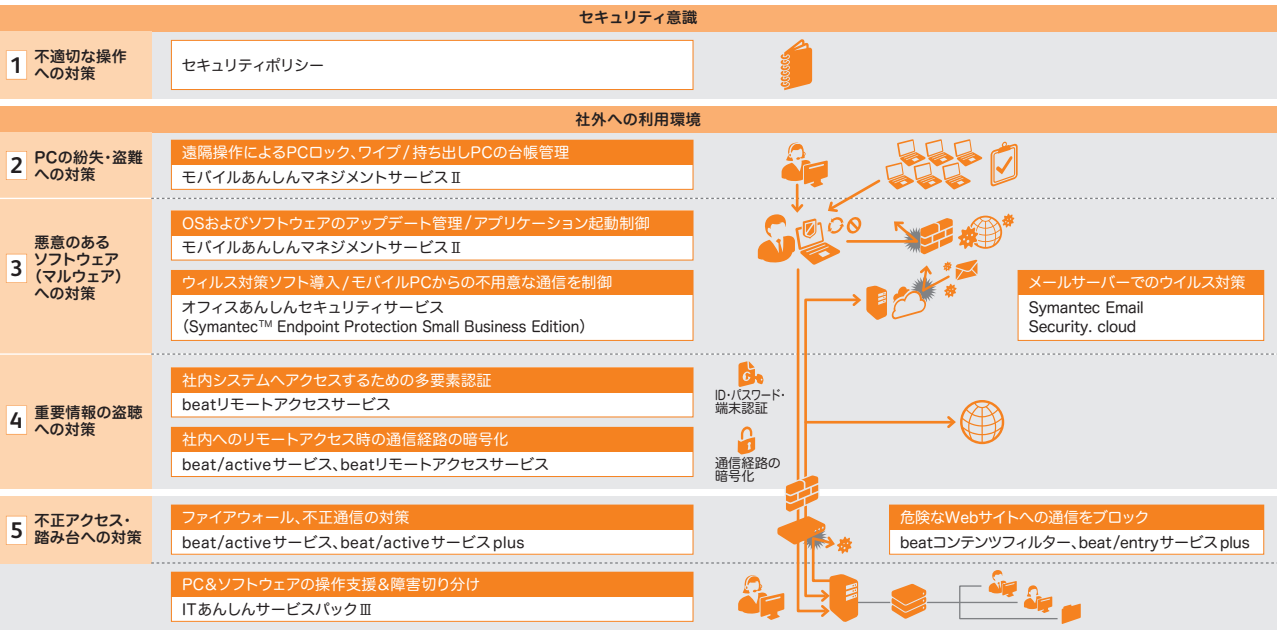 セキュリティ意識
1
不適切な操作
への対策
セキュリティポリシー
社外への利用環境
2
PCの紛失・盗難
への対策
遠隔操作によるPCロック、ワイプ/持ち出しPCの台帳管理
モバイルあんしんマネジメントサービスⅡ
3
悪意のある
ソフトウェア
(マルウェア)
への対策
OSおよびソフトウェアのアップデート管理/アプリケーション起動制御
モバイルあんしんマネジメントサービスⅡ
ウィルス対策ソフト導入/モバイルPCからの不用意な通信を制御
オフィスあんしんセキュリティサービス
(Symantec™ Endpoint Protection Small Business Edition)
メールサーバーでのウイルス対策
Symantec Email
Security. cloud
4
重要情報の盗聴
への対策
社内システムへアクセスするための多要素認証
beatリモートアクセスサービス
ID・パスワード・
端末認証
社内へのリモートアクセス時の通信経路の暗号化
beat/activeサービス、beatリモートアクセスサービス
通信経路の
暗号化
5
不正アクセス・
踏み台への対策
ファイアウォール、不正通信の対策
beat/activeサービス、beat/activeサービスplus
危険なWebサイトへの通信をブロック
beatコンテンツフィルター、beat/entryサービスplus
PC&ソフトウェアの操作支援&障害切り分け
ITあんしんサービスパックⅢ